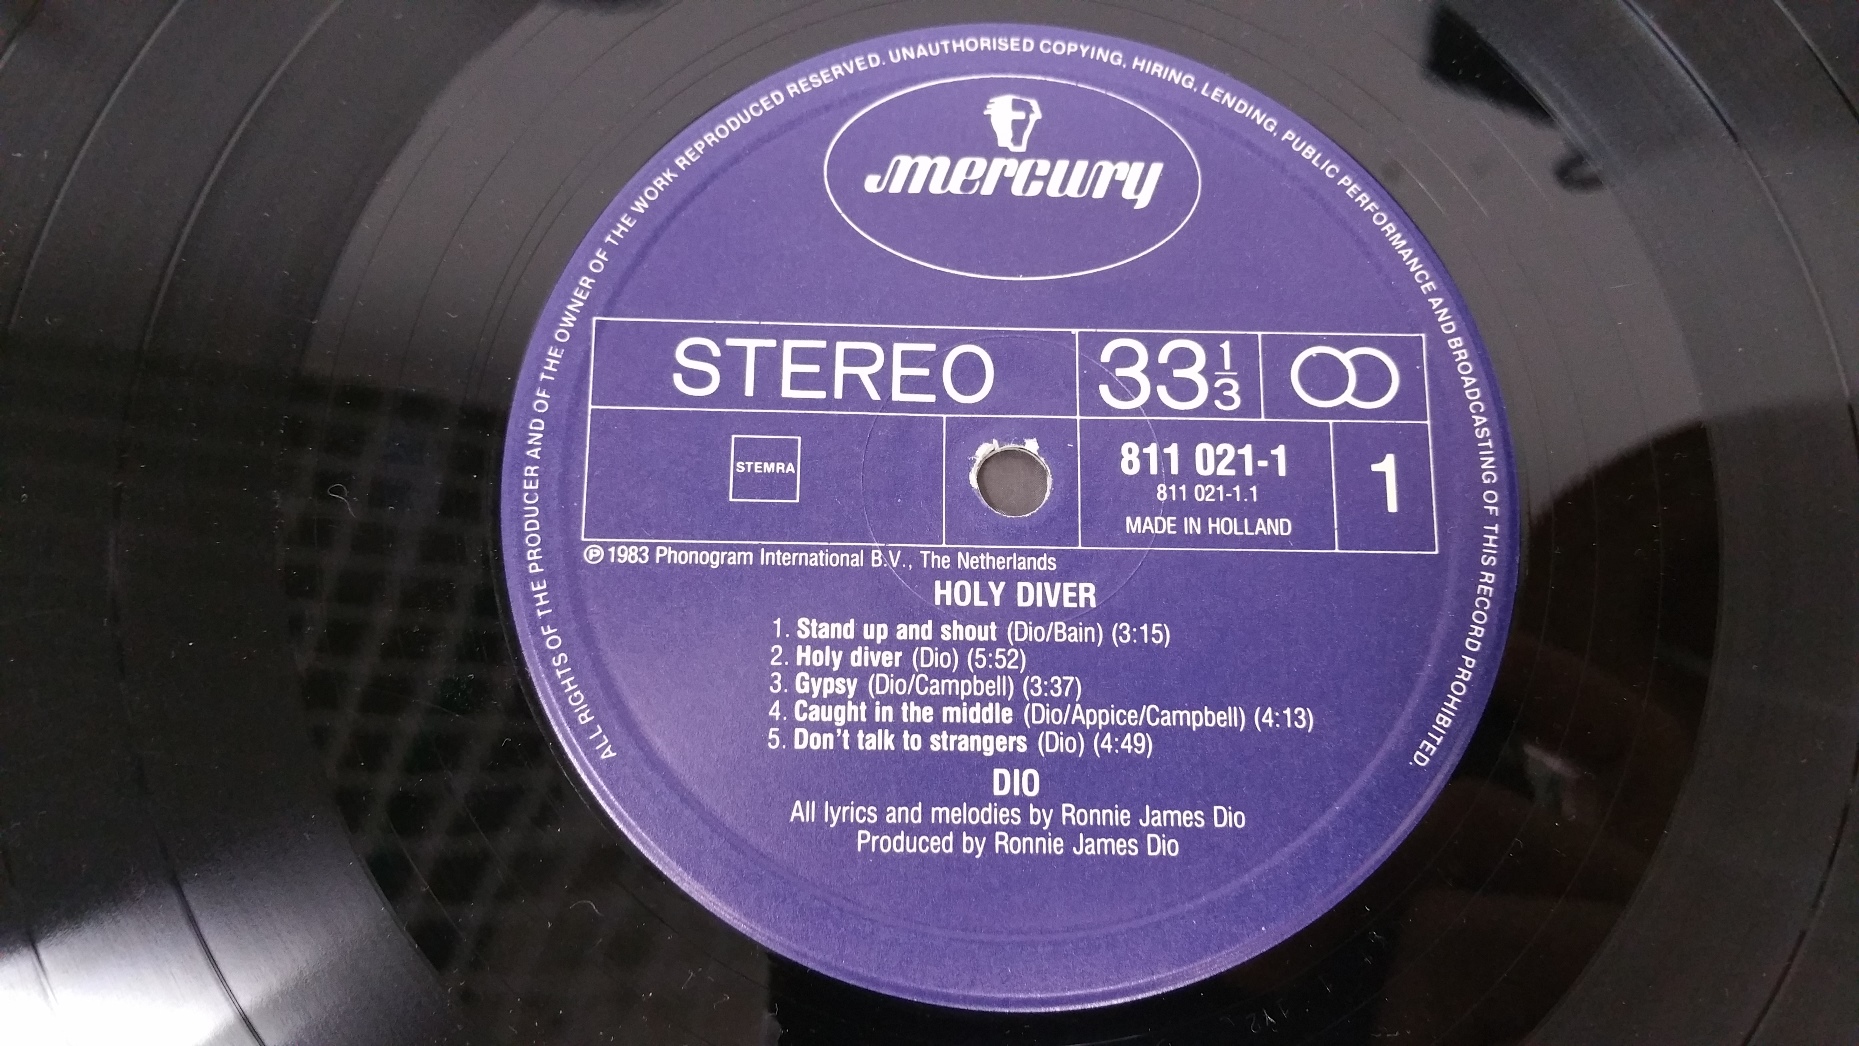 ALL RIGHTS OF THE PRODUCER AND OF THE OWNER OF THE WORK REPRODUCED RESERVED. UNAUTHORISED COPYING, HIRING, LENDING, PUBLIC PERFORMANCE AND BROADCASTING OF THIS RECORD PROHIBITED.
mercury
STEREO
33 1/3
STEMRA
811 021-1
811 021-1.1
MADE IN HOLLAND
1
Ⓟ 1983 Phonogram International B.V., The Netherlands
HOLY DIVER
1. Stand up and shout (Dio/Bain) (3:15)
2. Holy diver (Dio) (5:52)
3. Gypsy (Dio/Campbell) (3:37)
4. Caught in the middle (Dio/Appice/Campbell) (4:13)
5. Don't talk to strangers (Dio) (4:49)
DIO
All lyrics and melodies by Ronnie James Dio
Produced by Ronnie James Dio